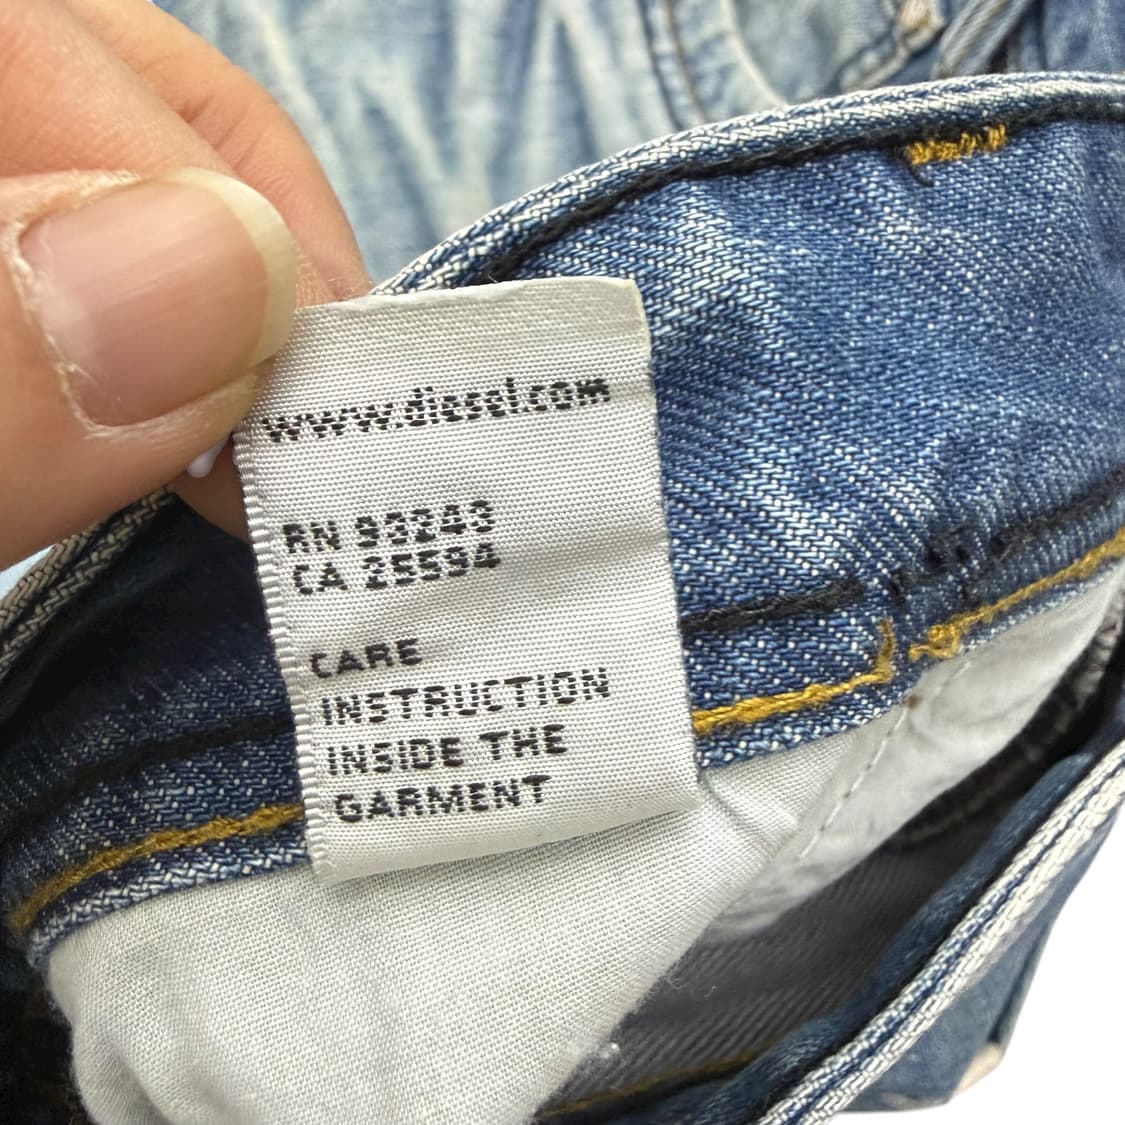 www.diesel.com
RN 93243
CA 25594
CARE
INSTRUCTION
INSIDE THE
GARMENT